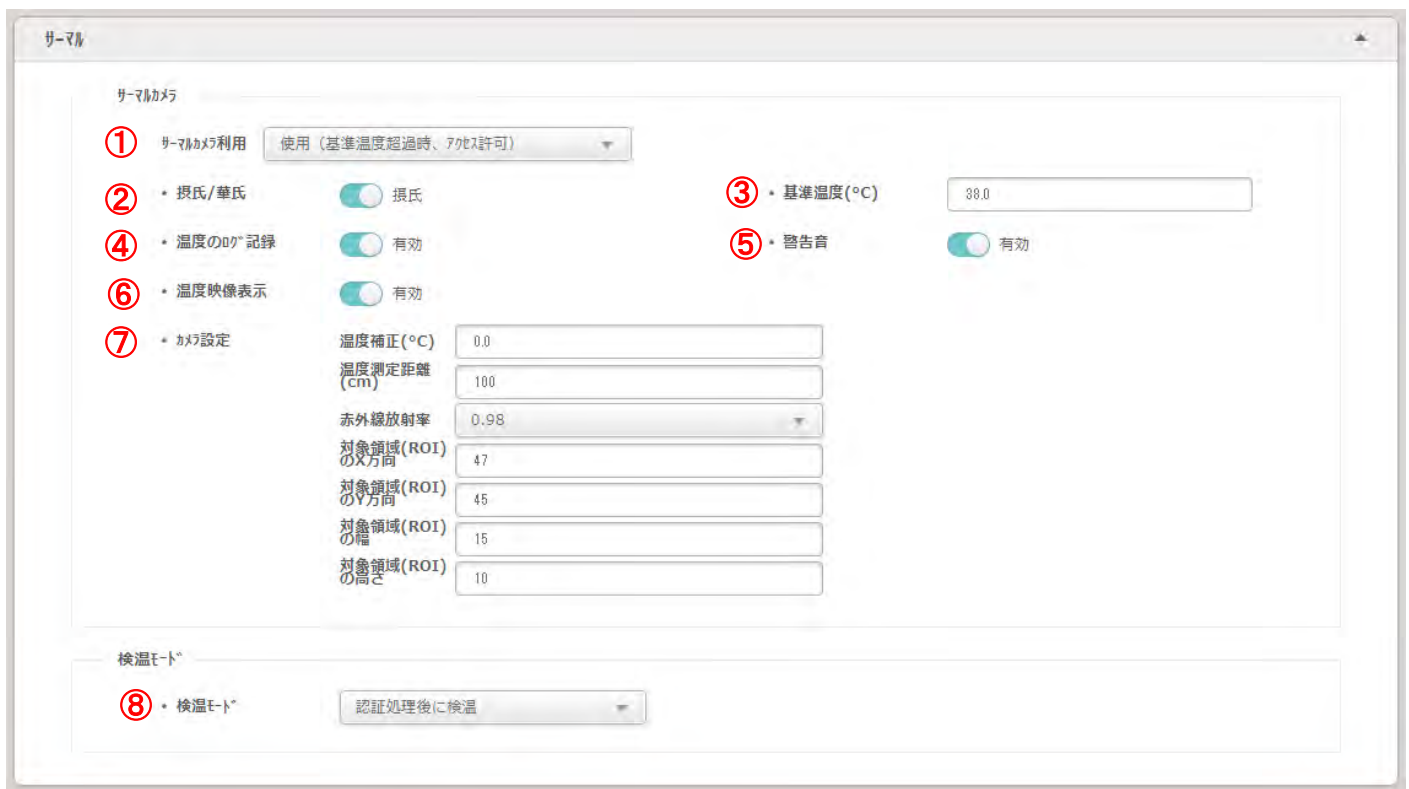 ｻｰﾏﾙ
ｻｰﾏﾙｶﾒﾗ
① ｻｰﾏﾙｶﾒﾗ利用 使用（基準温度超過時、ｱｸｾｽ許可）
② • 摂氏/華氏 摂氏 ③ • 基準温度(°C) 38.0
④ • 温度のﾛｸﾞ記録 有効 ⑤ • 警告音 有効
⑥ • 温度映像表示 有効
⑦ • ｶﾒﾗ設定 温度補正(°C) 0.0
温度測定距離
(cm) 100
赤外線放射率 0.98
対象領域(ROI)
のX方向 47
対象領域(ROI)
のY方向 45
対象領域(ROI)
の幅 15
対象領域(ROI)
の高さ 10
検温ﾓｰﾄﾞ
⑧ • 検温ﾓｰﾄﾞ 認証処理後に検温